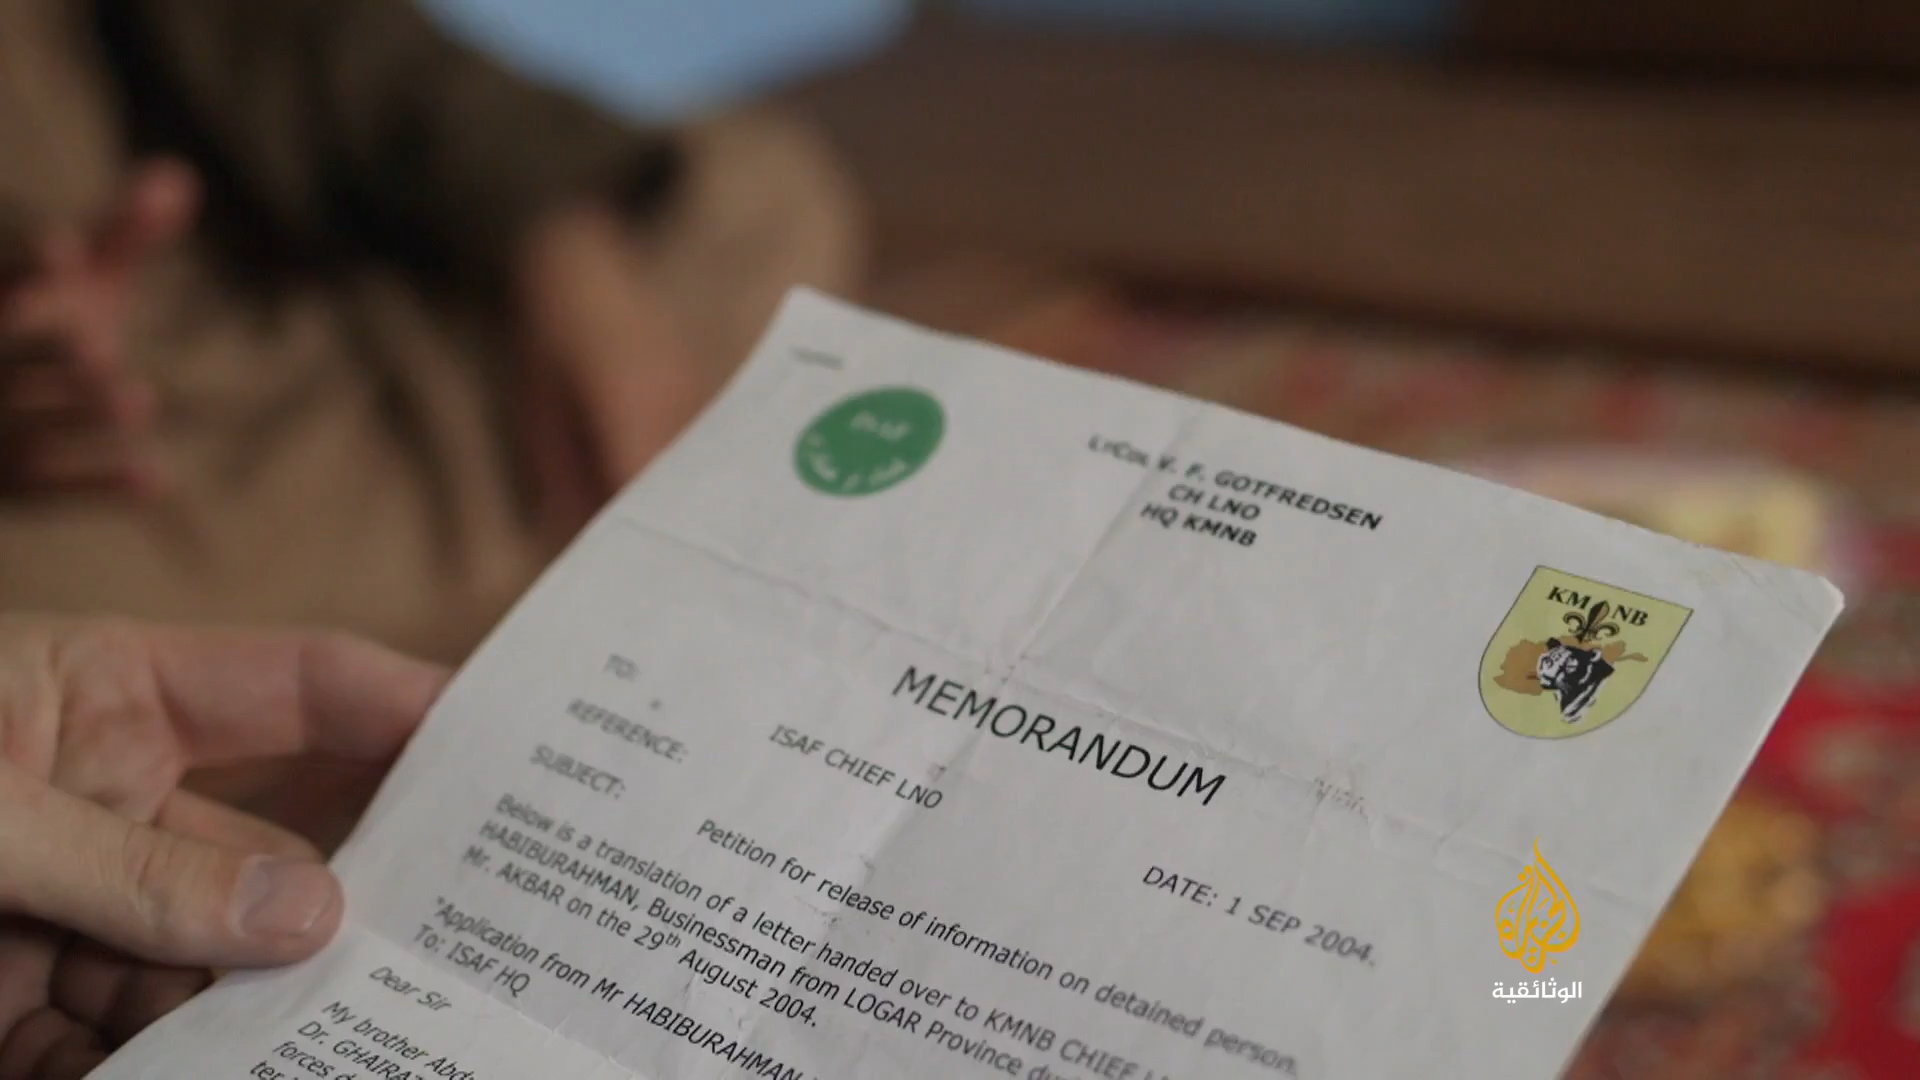 LtCol V. F. GOTFREDSEN
CH LNO
HQ KMNB
KM NB
MEMORANDUM
TO:
ISAF CHIEF LNO
REFERENCE:
DATE: 1 SEP 2004.
SUBJECT:
Petition for release of information on detained person.
Below is a translation of a letter handed over to KMNB CHIEF
HABIBURAHMAN, Businessman from LOGAR Province
Mr. AKBAR on the 29th August 2004.
"Application from Mr HABIBURAHMAN
To: ISAF HQ
Dear Sir
My brother
Dr.
forces
الجزيرة
الوثائقية